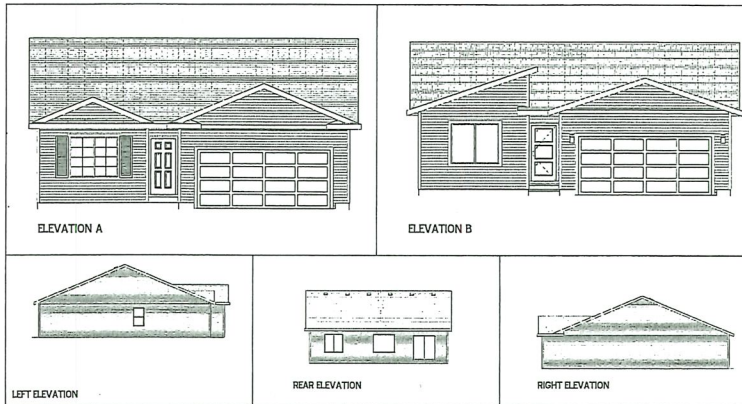 ELEVATION A
ELEVATION B
LEFT ELEVATION
REAR ELEVATION
RIGHT ELEVATION